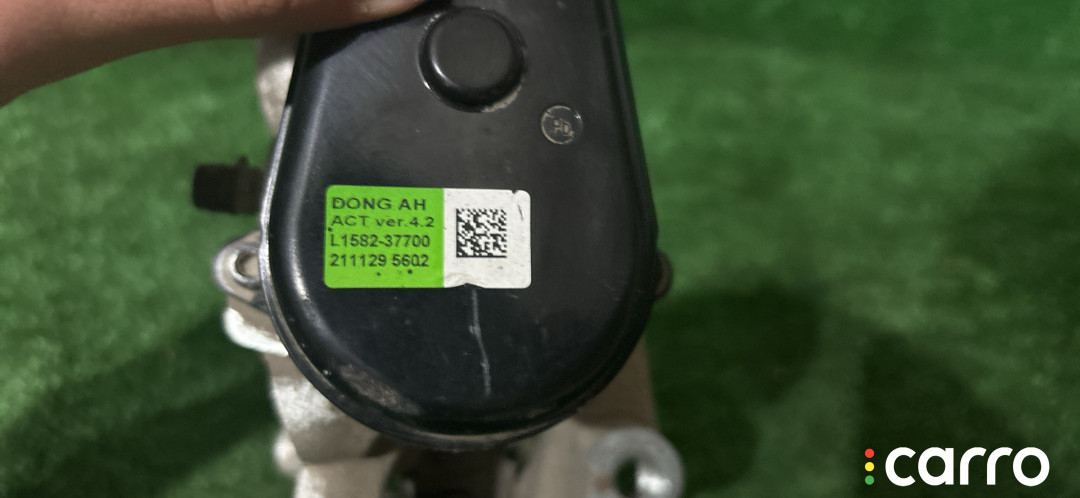 DONG AH
ACT ver.4.2
L1582-37700
211129 5602
carro